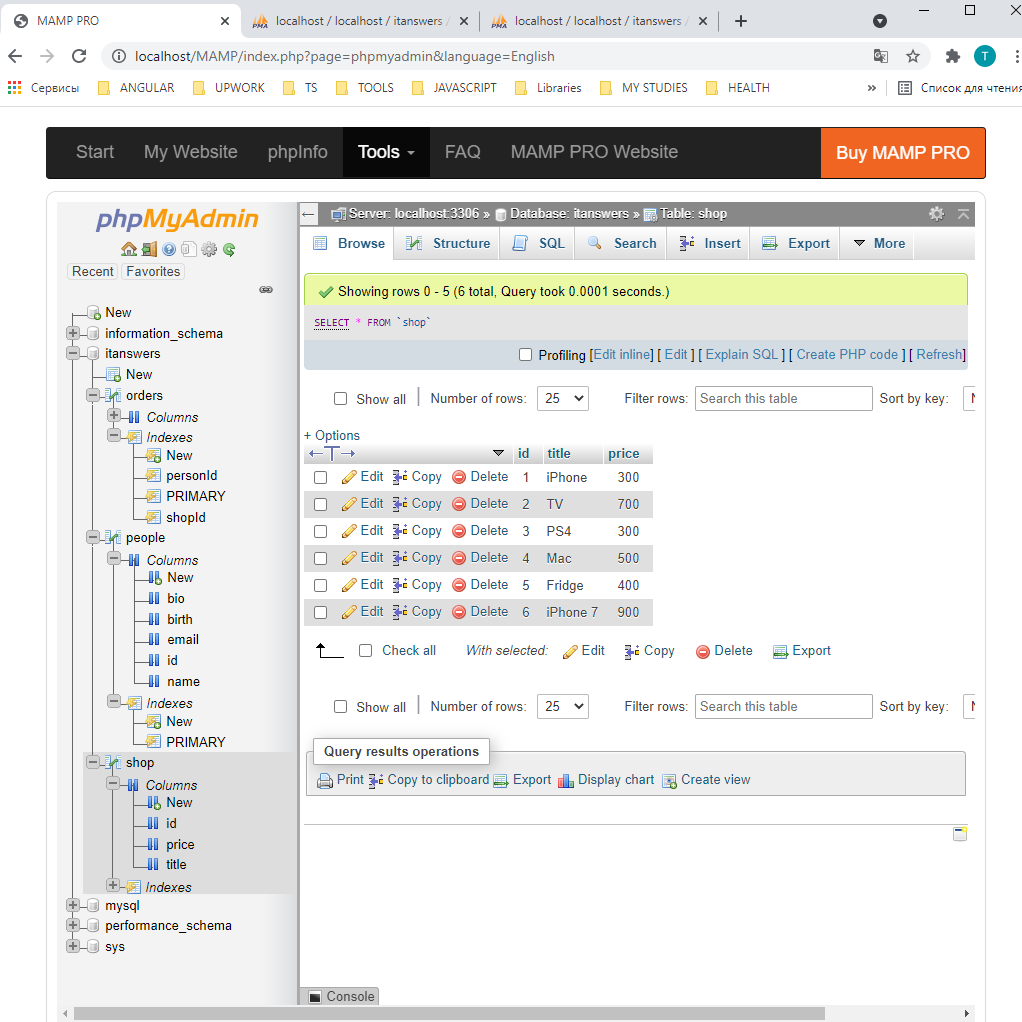 MAMP PRO
localhost / localhost / itanswers /
localhost / localhost / itanswers /
localhost/MAMP/index.php?page=phpmyadmin&language=English
T
Сервисы ANGULAR UPWORK TS TOOLS JAVASCRIPT Libraries MY STUDIES HEALTH » Список для чтения
Start My Website phpInfo Tools FAQ MAMP PRO Website Buy MAMP PRO
phpMyAdmin
Recent Favorites
New
information_schema
itanswers
New
orders
Columns
Indexes
New
personId
PRIMARY
shopId
people
Columns
New
bio
birth
email
id
name
Indexes
New
PRIMARY
shop
Columns
New
id
price
title
Indexes
mysql
performance_schema
sys
Server: localhost:3306 » Database: itanswers » Table: shop
Browse Structure SQL Search Insert Export More
Showing rows 0 - 5 (6 total, Query took 0.0001 seconds.)
SELECT * FROM `shop`
Profiling [Edit inline] [ Edit ] [ Explain SQL ] [ Create PHP code ] [ Refresh]
Show all Number of rows: 25 Filter rows: Search this table Sort by key:
+ Options
←T→ id title price
Edit Copy Delete 1 iPhone 300
Edit Copy Delete 2 TV 700
Edit Copy Delete 3 PS4 300
Edit Copy Delete 4 Mac 500
Edit Copy Delete 5 Fridge 400
Edit Copy Delete 6 iPhone 7 900
Check all With selected: Edit Copy Delete Export
Show all Number of rows: 25 Filter rows: Search this table Sort by key:
Query results operations
Print Copy to clipboard Export Display chart Create view
Console